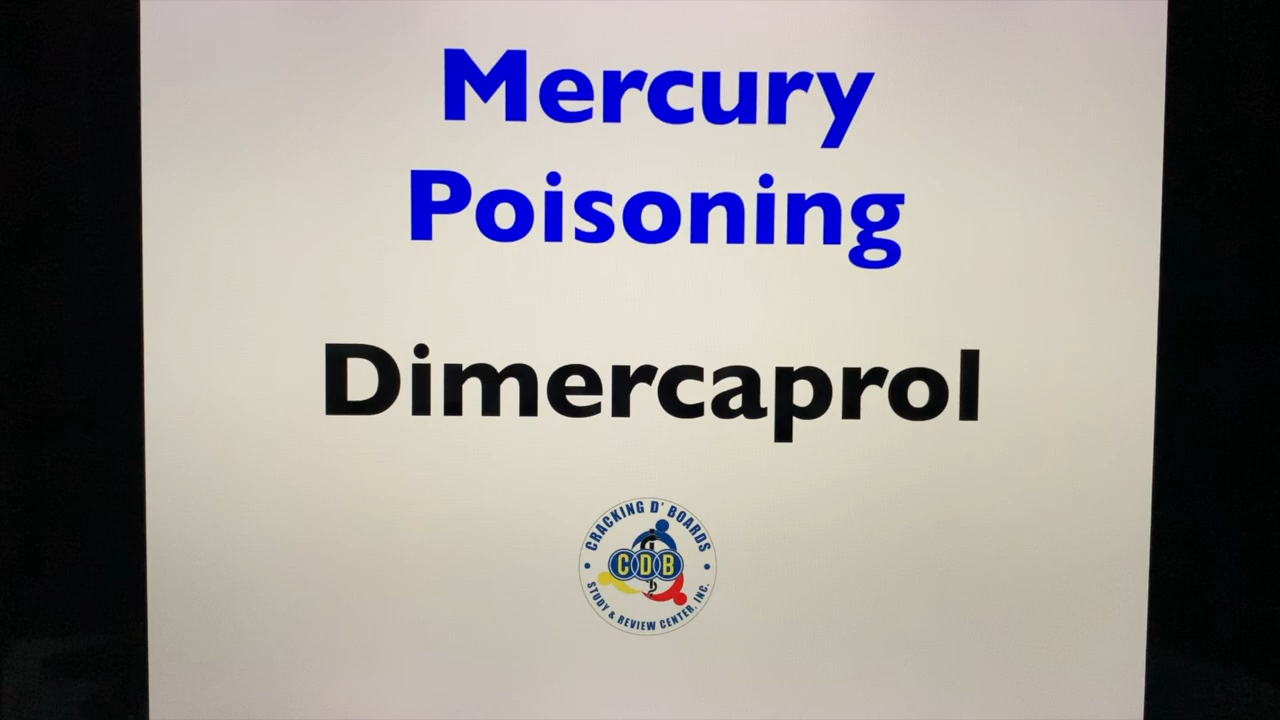 Mercury
Poisoning
Dimercaprol
CRACKING D' BOARDS
CDB
STUDY & REVIEW CENTER, INC.